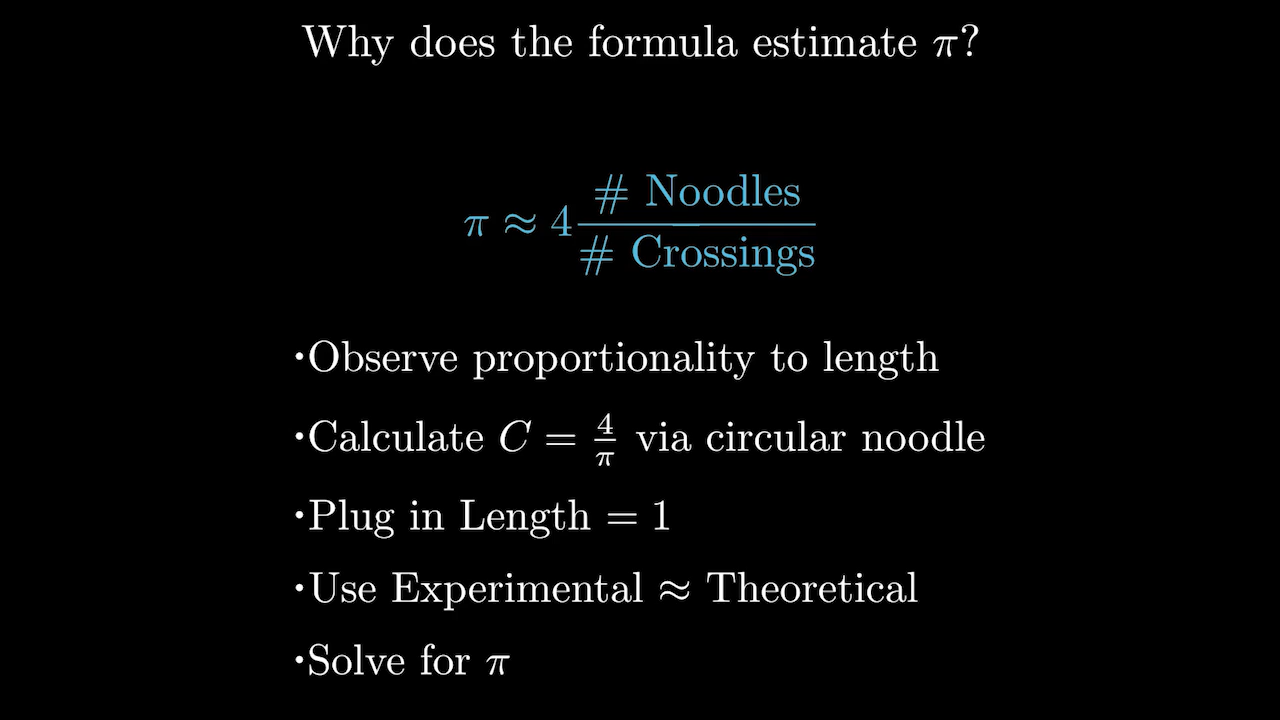 Why does the formula estimate π?
π ≈ 4 # Noodles / # Crossings
·Observe proportionality to length
·Calculate C = 4/π via circular noodle
·Plug in Length = 1
·Use Experimental ≈ Theoretical
·Solve for π